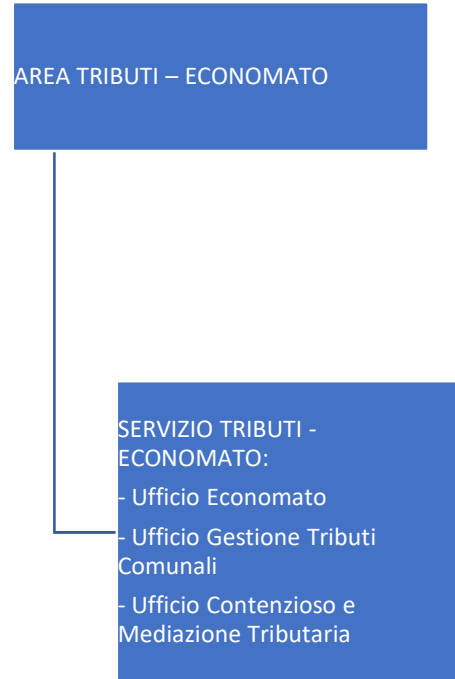 AREA TRIBUTI – ECONOMATO
SERVIZIO TRIBUTI -
ECONOMATO:
- Ufficio Economato
- Ufficio Gestione Tributi
Comunali
- Ufficio Contenzioso e
Mediazione Tributaria